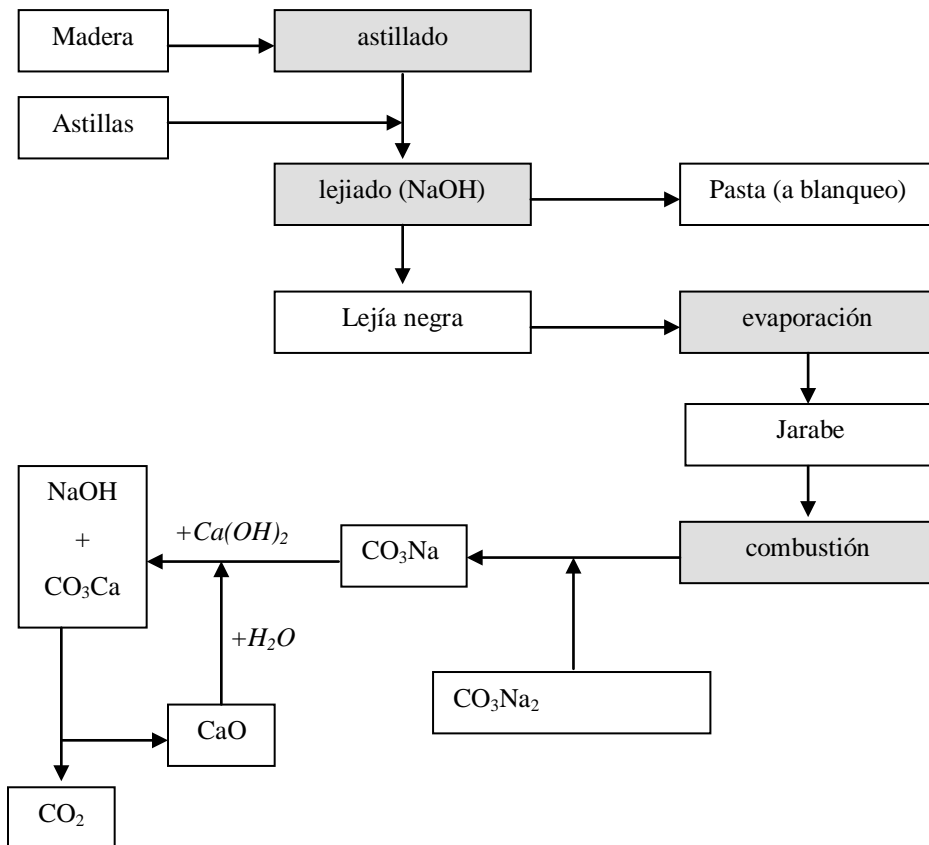 Madera
astillado
Astillas
lejiado (NaOH)
Pasta (a blanqueo)
Lejía negra
evaporación
Jarabe
NaOH
+
CO₃Ca
+Ca(OH)₂
CO₃Na
combustión
+H₂O
CO₃Na₂
CaO
CO₂